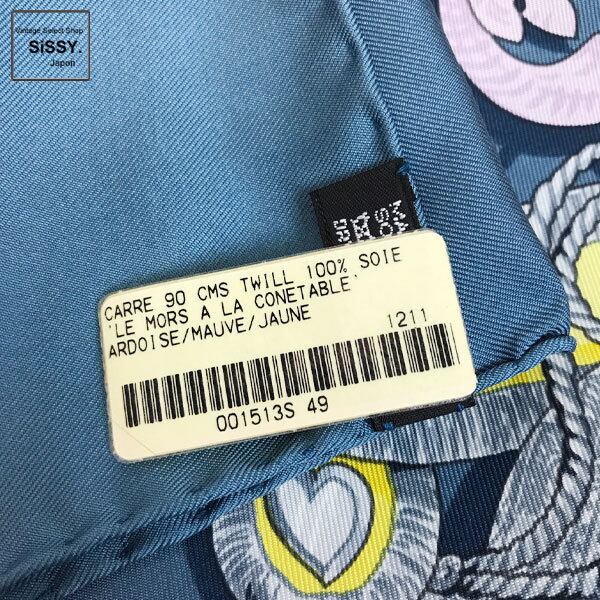 Vintage Select Shop
SiSSY.
Japan
CARRE 90 CMS TWILL 100% SOIE
'LE MORS A LA CONETABLE'
ARDOISE/MAUVE/JAUNE 1211
001513S 49